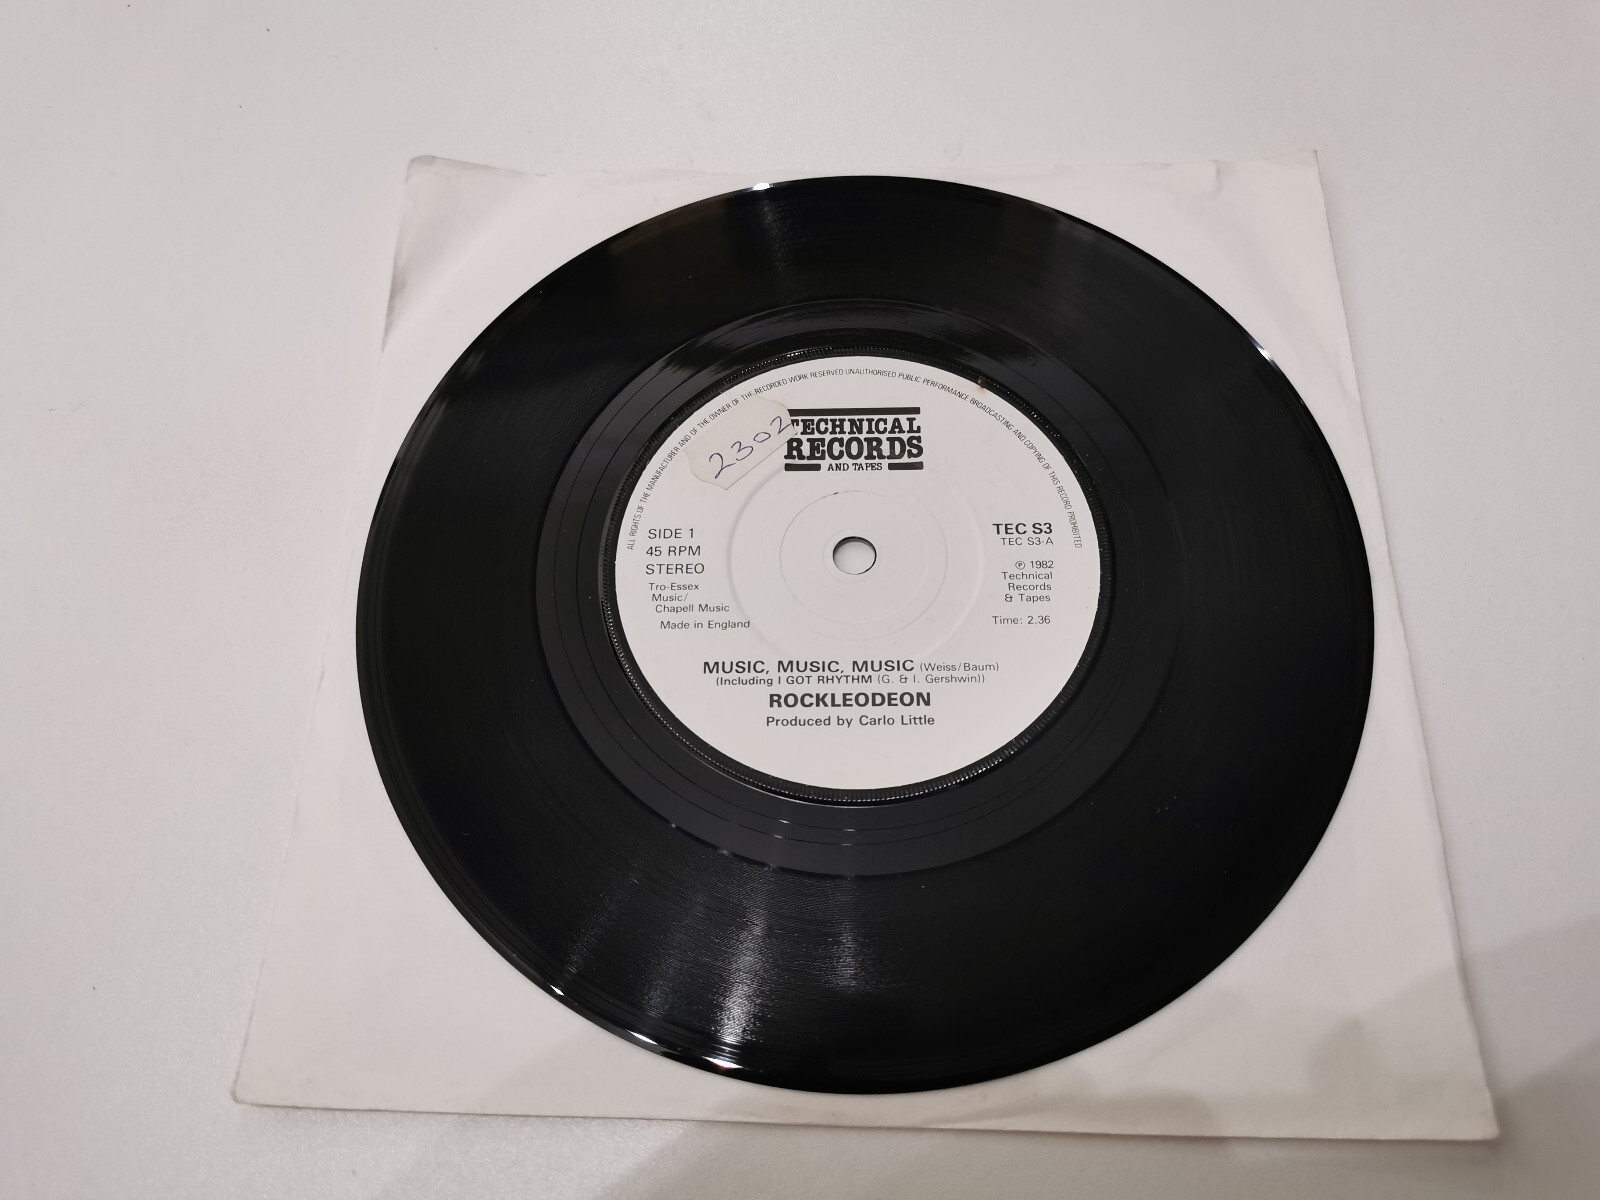 ALL RIGHTS OF THE MANUFACTURER AND OF THE OWNER OF THE RECORDED WORK RESERVED UNAUTHORISED PUBLIC PERFORMANCE BROADCASTING AND COPYING OF THIS RECORD PROHIBITED
2302
TECHNICAL
RECORDS
AND TAPES
SIDE 1
45 RPM
STEREO
Tro-Essex
Music/
Chapell Music
Made in England
TEC S3
TEC S3-A
℗ 1982
Technical
Records
& Tapes
Time: 2.36
MUSIC, MUSIC, MUSIC (Weiss/Baum)
(Including I GOT RHYTHM (G. & I. Gershwin))
ROCKLEODEON
Produced by Carlo Little